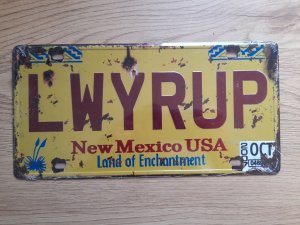 LWYRUP
New Mexico USA
OCT
Land of Enchantment